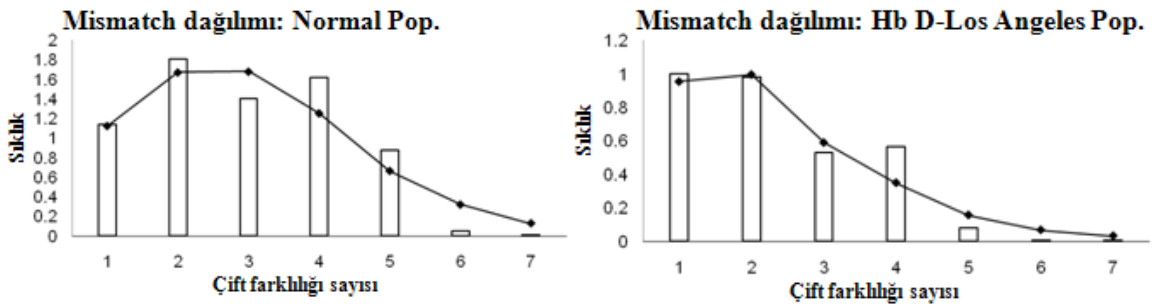 Mismatch dağılımı: Normal Pop.
2
1.8
1.6
1.4
1.2
1
0.8
0.6
0.4
0.2
0
Sıklık
1 2 3 4 5 6 7
Çift farklılığı sayısı
Mismatch dağılımı: Hb D-Los Angeles Pop.
1.2
1
0.8
0.6
0.4
0.2
0
Sıklık
1 2 3 4 5 6 7
Çift farklılığı sayısı